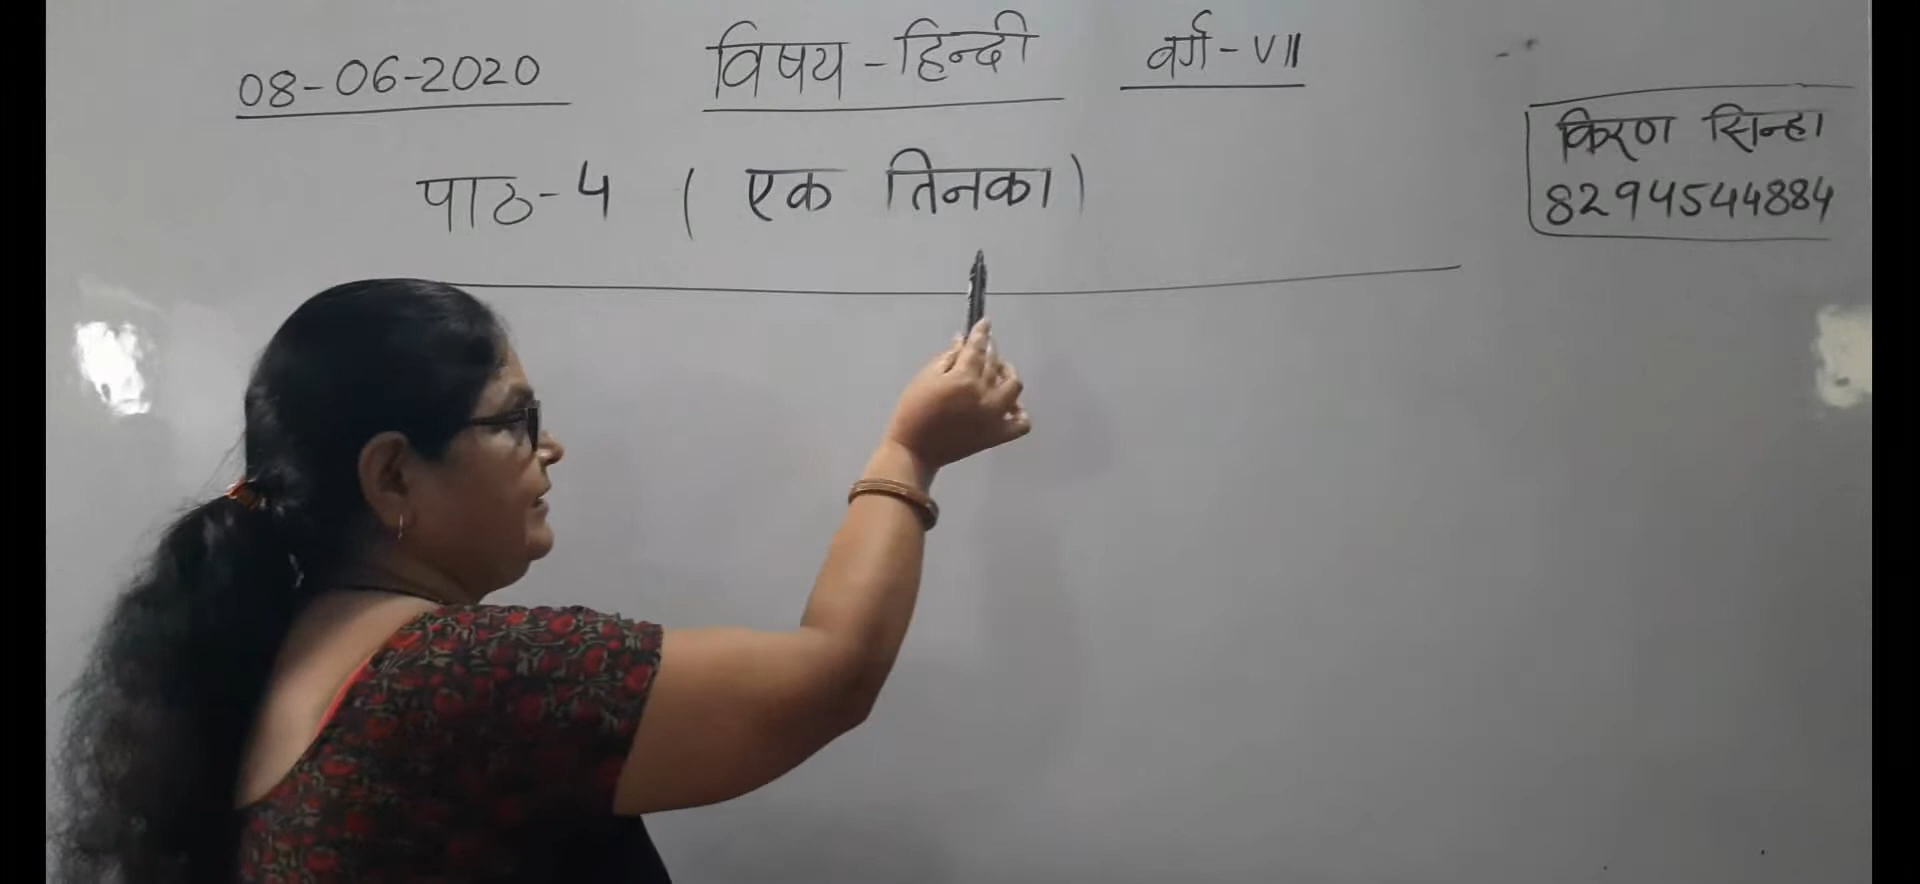 08-06-2020 विषय-हिन्दी वर्ग-VII
पाठ-4 ( एक तिनका)
किरण सिन्हा
8294544884